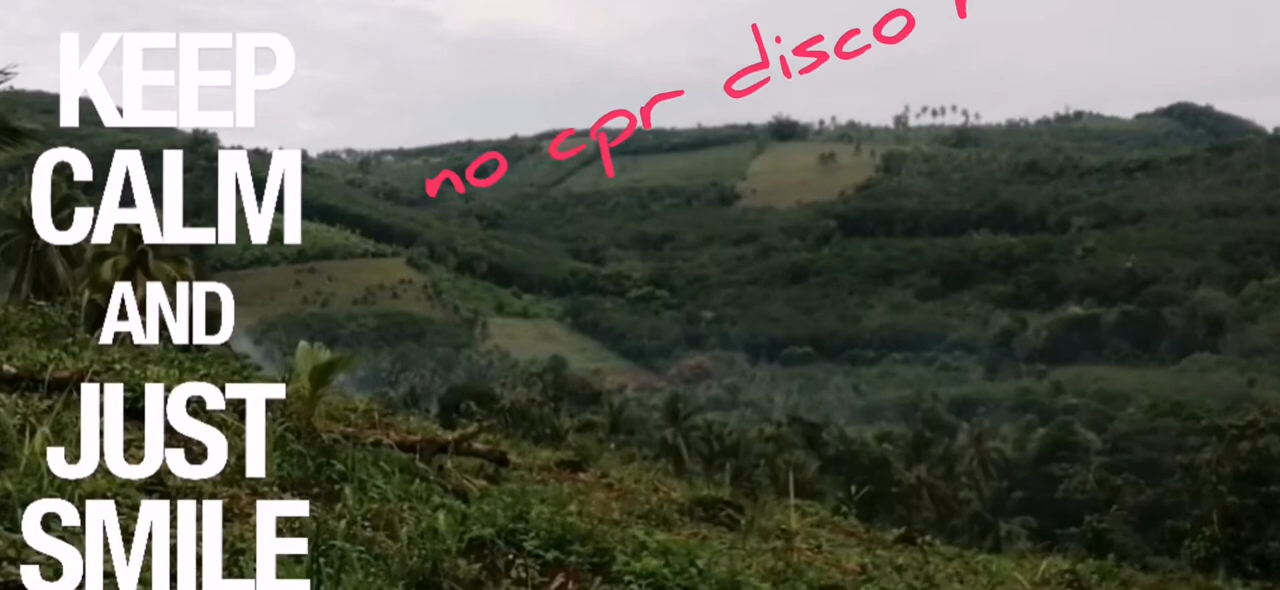 KEEP
CALM
AND
JUST
SMILE
no cpr disco